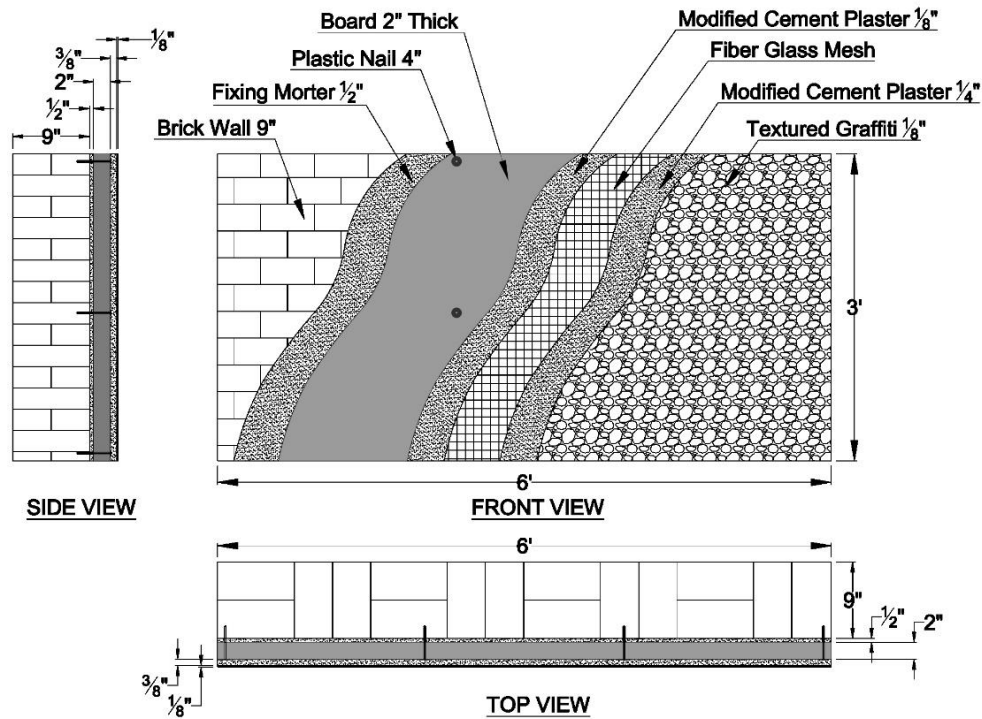 Board 2" Thick
Modified Cement Plaster ⅛"
⅛"
⅜"
Plastic Nail 4"
Fiber Glass Mesh
2"
Fixing Morter ½"
Modified Cement Plaster ¼"
½"
9"
Brick Wall 9"
Textured Graffiti ⅛"
3'
6'
SIDE VIEW
FRONT VIEW
6'
9"
½"
2"
⅜"
⅛"
TOP VIEW